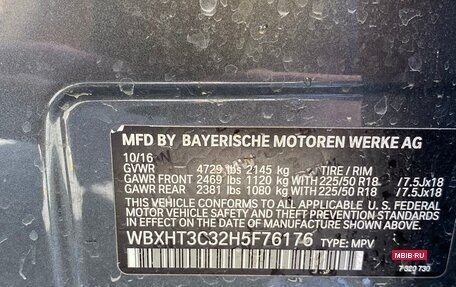 MFD BY BAYERISCHE MOTOREN WERKE AG
10/16
GVWR 4729 lbs 2145 kg TIRE / RIM
GAWR FRONT 2469 lbs 1120 kg WITH 225/50 R18 /7.5Jx18
GAWR REAR 2381 lbs 1080 kg WITH 225/50 R18 /7.5Jx18
THIS VEHICLE CONFORMS TO ALL APPLICABLE U. S. FEDERAL
MOTOR VEHICLE SAFETY STANDARDS IN EFFECT ON THE
DATE OF MANUFACTURE SHOWN ABOVE.
WBXHT3C32H5F76176 TYPE: MPV
MBIB.RU
7 320 730